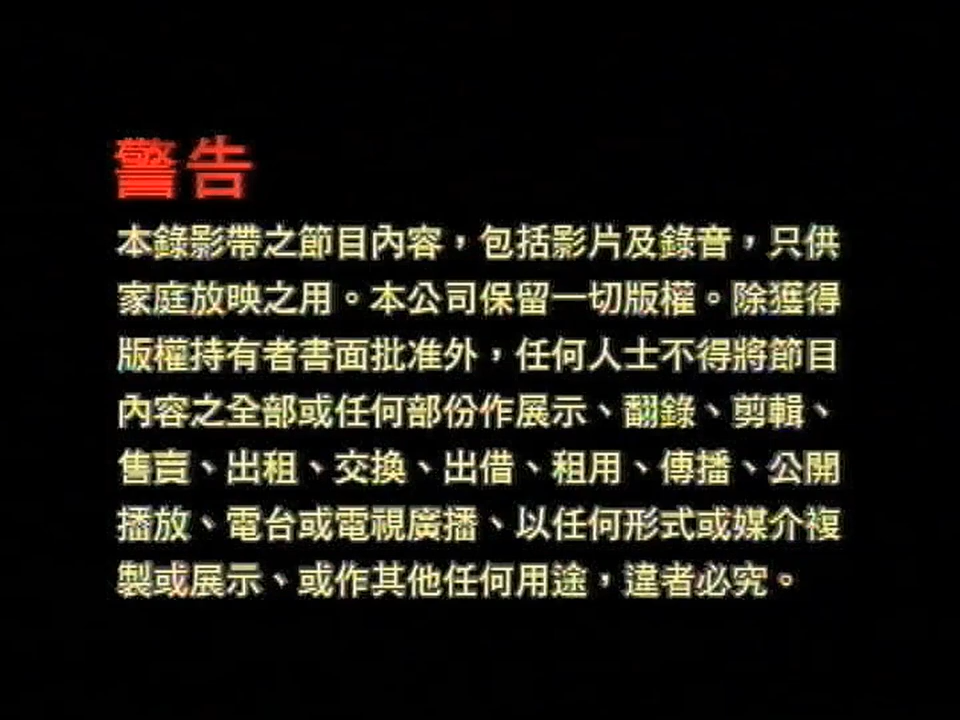 警告
本錄影帶之節目內容，包括影片及錄音，只供
家庭放映之用。本公司保留一切版權。除獲得
版權持有者書面批准外，任何人士不得將節目
內容之全部或任何部份作展示、翻錄、剪輯、
售賣、出租、交換、出借、租用、傳播、公開
播放、電台或電視廣播、以任何形式或媒介複
製或展示、或作其他任何用途，違者必究。